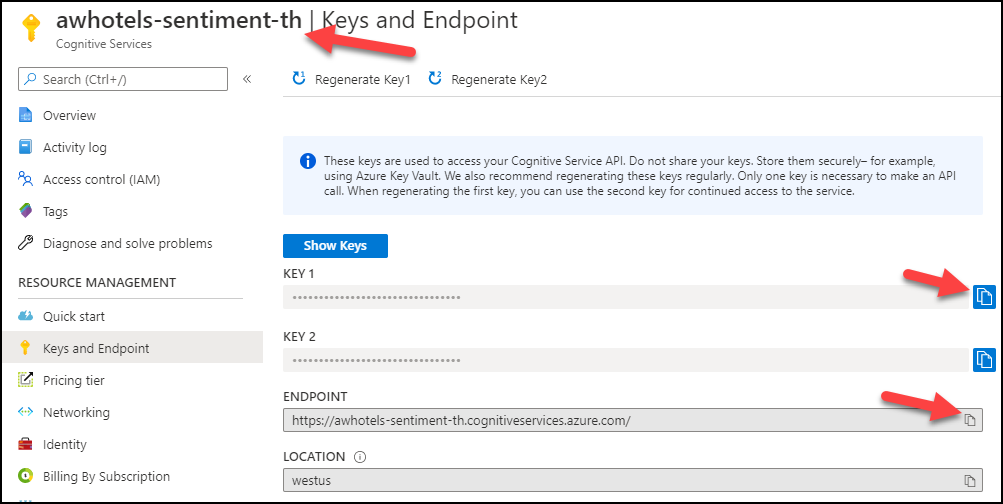 awhotels-sentiment-th | Keys and Endpoint
Cognitive Services
Search (Ctrl+/)
«
Overview
Activity log
Access control (IAM)
Tags
Diagnose and solve problems
RESOURCE MANAGEMENT
Quick start
Keys and Endpoint
Pricing tier
Networking
Identity
Billing By Subscription
1 Regenerate Key1
2 Regenerate Key2
These keys are used to access your Cognitive Service API. Do not share your keys. Store them securely– for example,
using Azure Key Vault. We also recommend regenerating these keys regularly. Only one key is necessary to make an API
call. When regenerating the first key, you can use the second key for continued access to the service.
Show Keys
KEY 1
••••••••••••••••••••••••••••••••
KEY 2
••••••••••••••••••••••••••••••••
ENDPOINT
https://awhotels-sentiment-th.cognitiveservices.azure.com/
LOCATION
westus